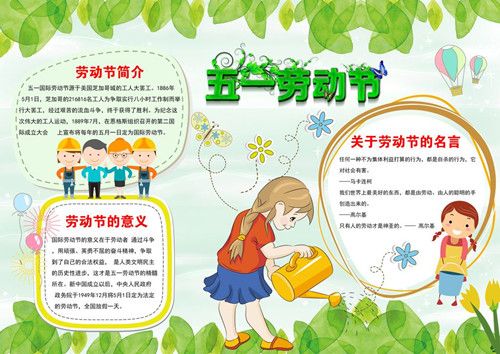 五一劳动节
劳动节简介
五一国际劳动节源于美国芝加哥城的工人大罢工。1886年
5月1日，芝加哥的216816名工人为争取实行八小时工作制而举
行大罢工，经过艰苦的流血斗争，终于获得了胜利。为纪念这
次伟大的工人运动，1889年7月，在恩格斯组织召开的第二国
际成立大会 上宣布将每年的五月一日定为国际劳动节。
劳动节的意义
国际劳动节的意义在于劳动者 通过斗争
，用顽强、英勇不屈的奋斗精神，争取
到了自己的合法权益， 是人类文明民主
的历史性进步， 这才是五一劳动节的精髓
所在。新中国成立以后，中央人民政府
政务院于1949年12月将5月1日定为法定
的劳动节，全国放假一天。
关于劳动节的名言
任何一种不为集体利益打算的行为，都是自杀的行为，它
对社会有害。
——马卡连柯
我们世界上最美好的东西，都是由劳动、由人的聪明的手
创造出来的.
——高尔基
只有人的劳动才是神圣的。—— 高尔基